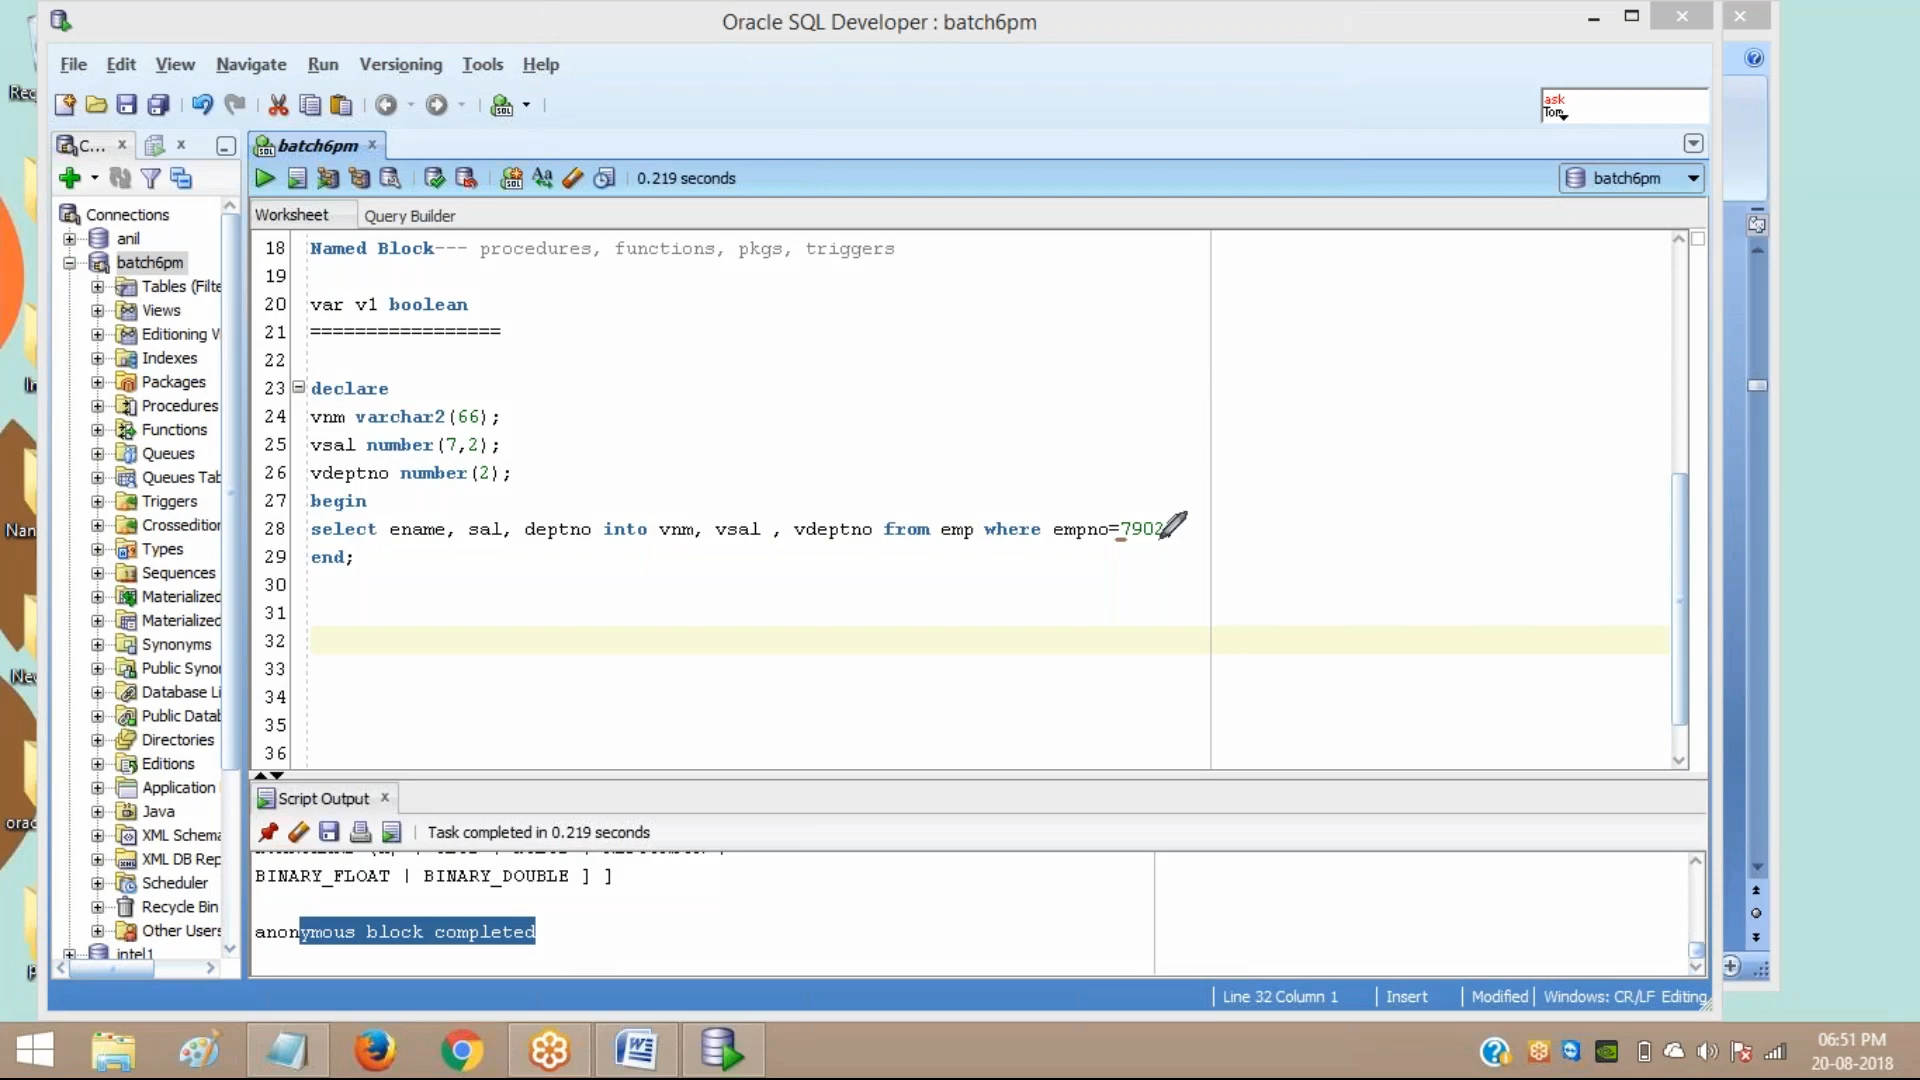 Oracle SQL Developer : batch6pm
File Edit View Navigate Run Versioning Tools Help
ask
Tom
C...
batch6pm
0.219 seconds
batch6pm
Worksheet Query Builder
Connections
anil
batch6pm
Tables (Filte
Views
Editioning V
Indexes
Packages
Procedures
Functions
Queues
Queues Tab
Triggers
Crossedition
Types
Sequences
Materialized
Materialized
Synonyms
Public Syno
Database Li
Public Datab
Directories
Editions
Application
Java
XML Schema
XML DB Rep
Scheduler
Recycle Bin
Other Users
intel1
18 Named Block--- procedures, functions, pkgs, triggers
19
20 var v1 boolean
21 =================
22
23 declare
24 vnm varchar2(66);
25 vsal number(7,2);
26 vdeptno number(2);
27 begin
28 select ename, sal, deptno into vnm, vsal , vdeptno from emp where empno=7902
29 end;
30
31
32
33
34
35
36
Script Output
Task completed in 0.219 seconds
BINARY_FLOAT | BINARY_DOUBLE ] ]
anonymous block completed
Line 32 Column 1 Insert Modified Windows: CR/LF Editing
Rec
Nan
New
orac
06:51 PM
20-08-2018